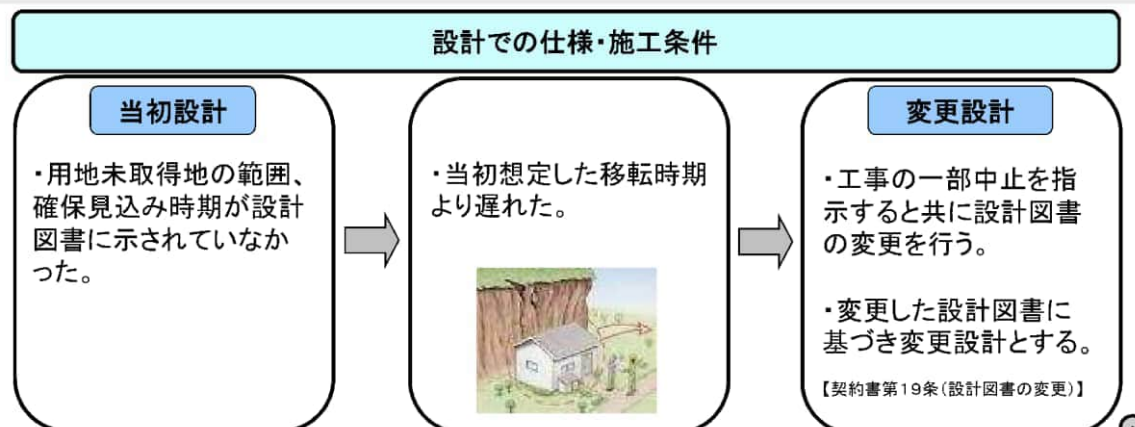 設計での仕様・施工条件
当初設計
・用地未取得地の範囲、
確保見込み時期が設計
図書に示されていなか
った。
・当初想定した移転時期
より遅れた。
変更設計
・工事の一部中止を指
示すると共に設計図書
の変更を行う。
・変更した設計図書に
基づき変更設計とする。
【契約書第19条(設計図書の変更)】